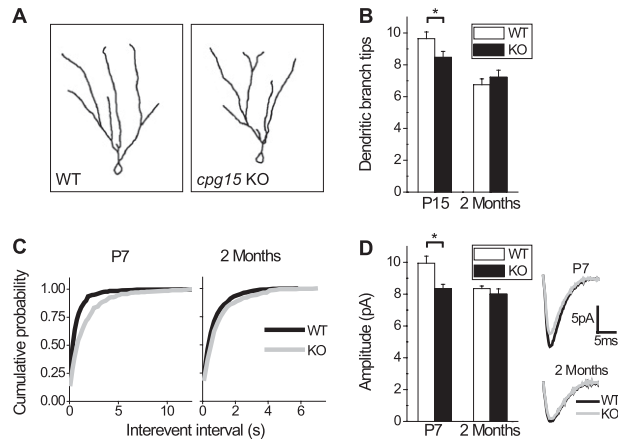 A
WT
cpg15 KO
B
Dendritic branch tips
10
8
6
4
2
0
*
WT
KO
P15
2 Months
C
P7
2 Months
Cumulative probability
1.00
0.75
0.50
0.25
0.00
0
5
10
0
2
4
6
WT
KO
Interevent interval (s)
D
Amplitude (pA)
10
8
6
4
2
0
*
WT
KO
P7
2 Months
P7
5pA
5ms
2 Months
WT
KO